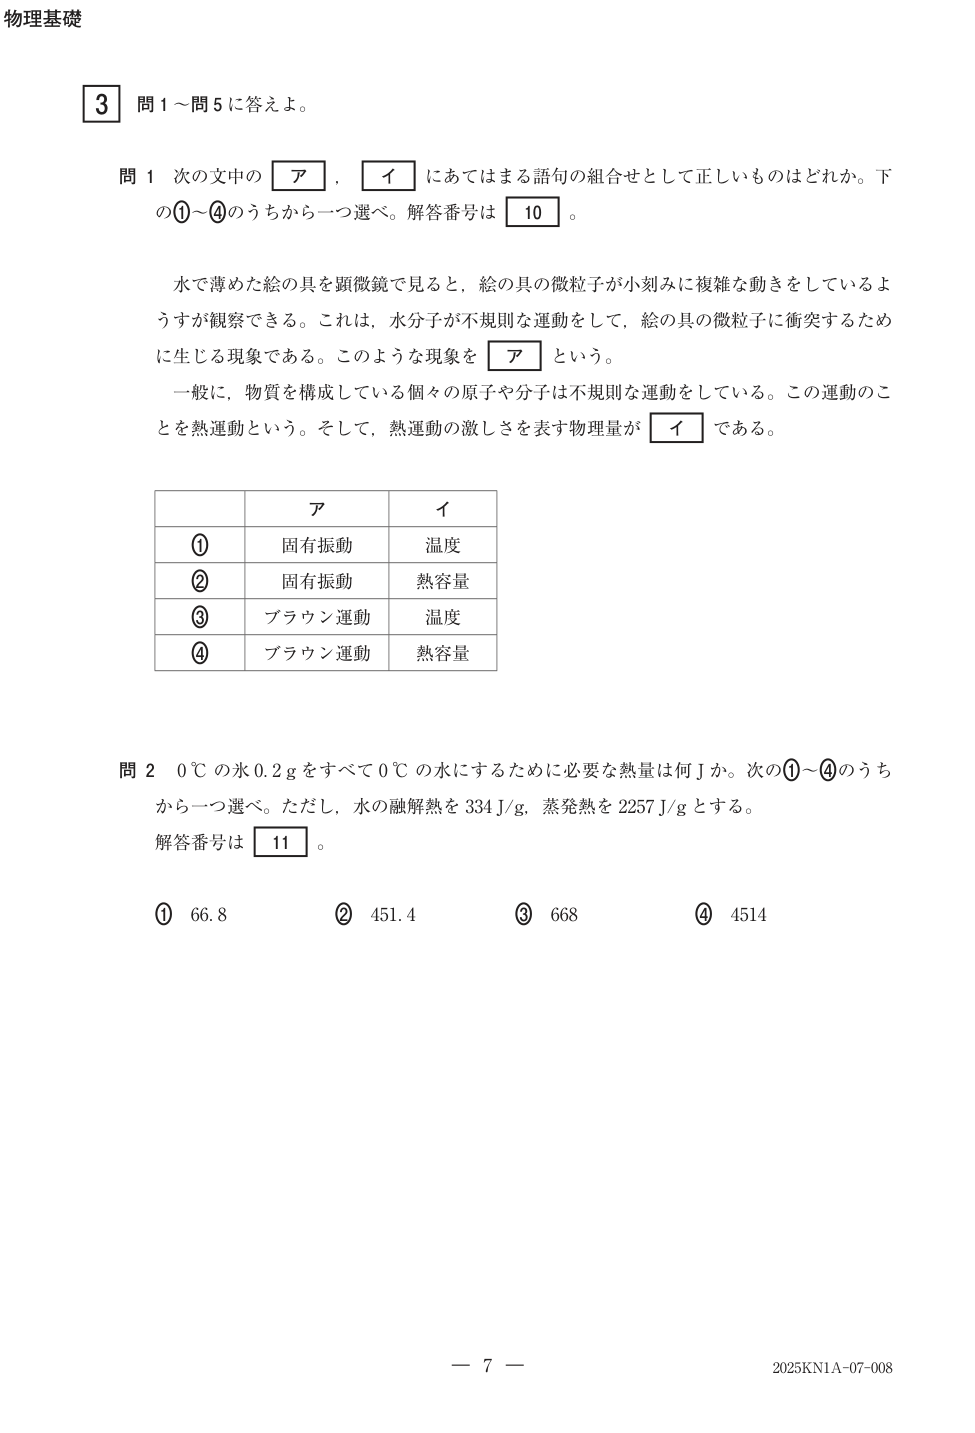 物理基礎
3 問1～問5に答えよ。
問 1 次の文中の ア ， イ にあてはまる語句の組合せとして正しいものはどれか。下
の①～④のうちから一つ選べ。解答番号は 10 。
水で薄めた絵の具を顕微鏡で見ると，絵の具の微粒子が小刻みに複雑な動きをしているよ
うすが観察できる。これは，水分子が不規則な運動をして，絵の具の微粒子に衝突するため
に生じる現象である。このような現象を ア という。
一般に，物質を構成している個々の原子や分子は不規則な運動をしている。この運動のこ
とを熱運動という。そして，熱運動の激しさを表す物理量が イ である。
ア イ
① 固有振動 温度
② 固有振動 熱容量
③ ブラウン運動 温度
④ ブラウン運動 熱容量
問 2 0℃ の氷 0.2 g をすべて 0℃ の水にするために必要な熱量は何 J か。次の①～④のうち
から一つ選べ。ただし，水の融解熱を 334 J/g，蒸発熱を 2257 J/g とする。
解答番号は 11 。
① 66.8 ② 451.4 ③ 668 ④ 4514
― 7 ―
2025KN1A-07-008